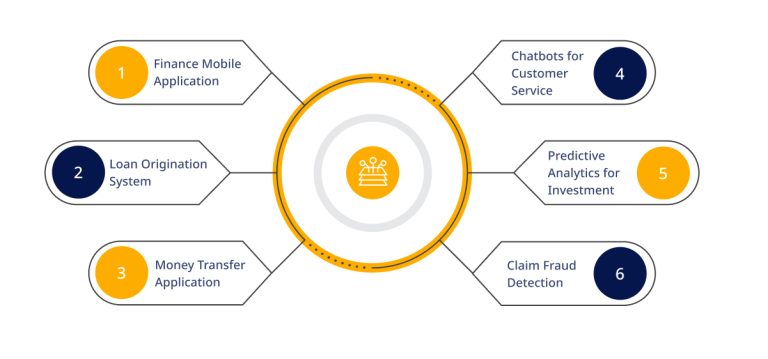 1
Finance Mobile
Application
2
Loan Origination
System
3
Money Transfer
Application
Chatbots for
Customer
Service
4
Predictive
Analytics for
Investment
5
Claim Fraud
Detection
6